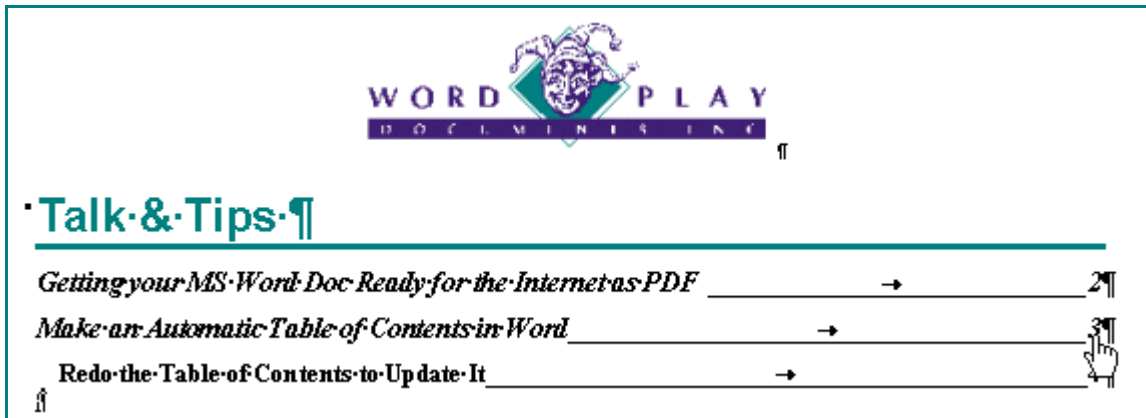 WORD PLAY
DOCUMENTS INC
¶
Talk·&·Tips·¶
Getting·your·MS·Word·Doc·Ready·for·the·Internet·as·PDF → 2¶
Make·an·Automatic·Table·of·Contents·in·Word → 3¶
Redo·the·Table·of·Contents·to·Update·It → 4¶
¶